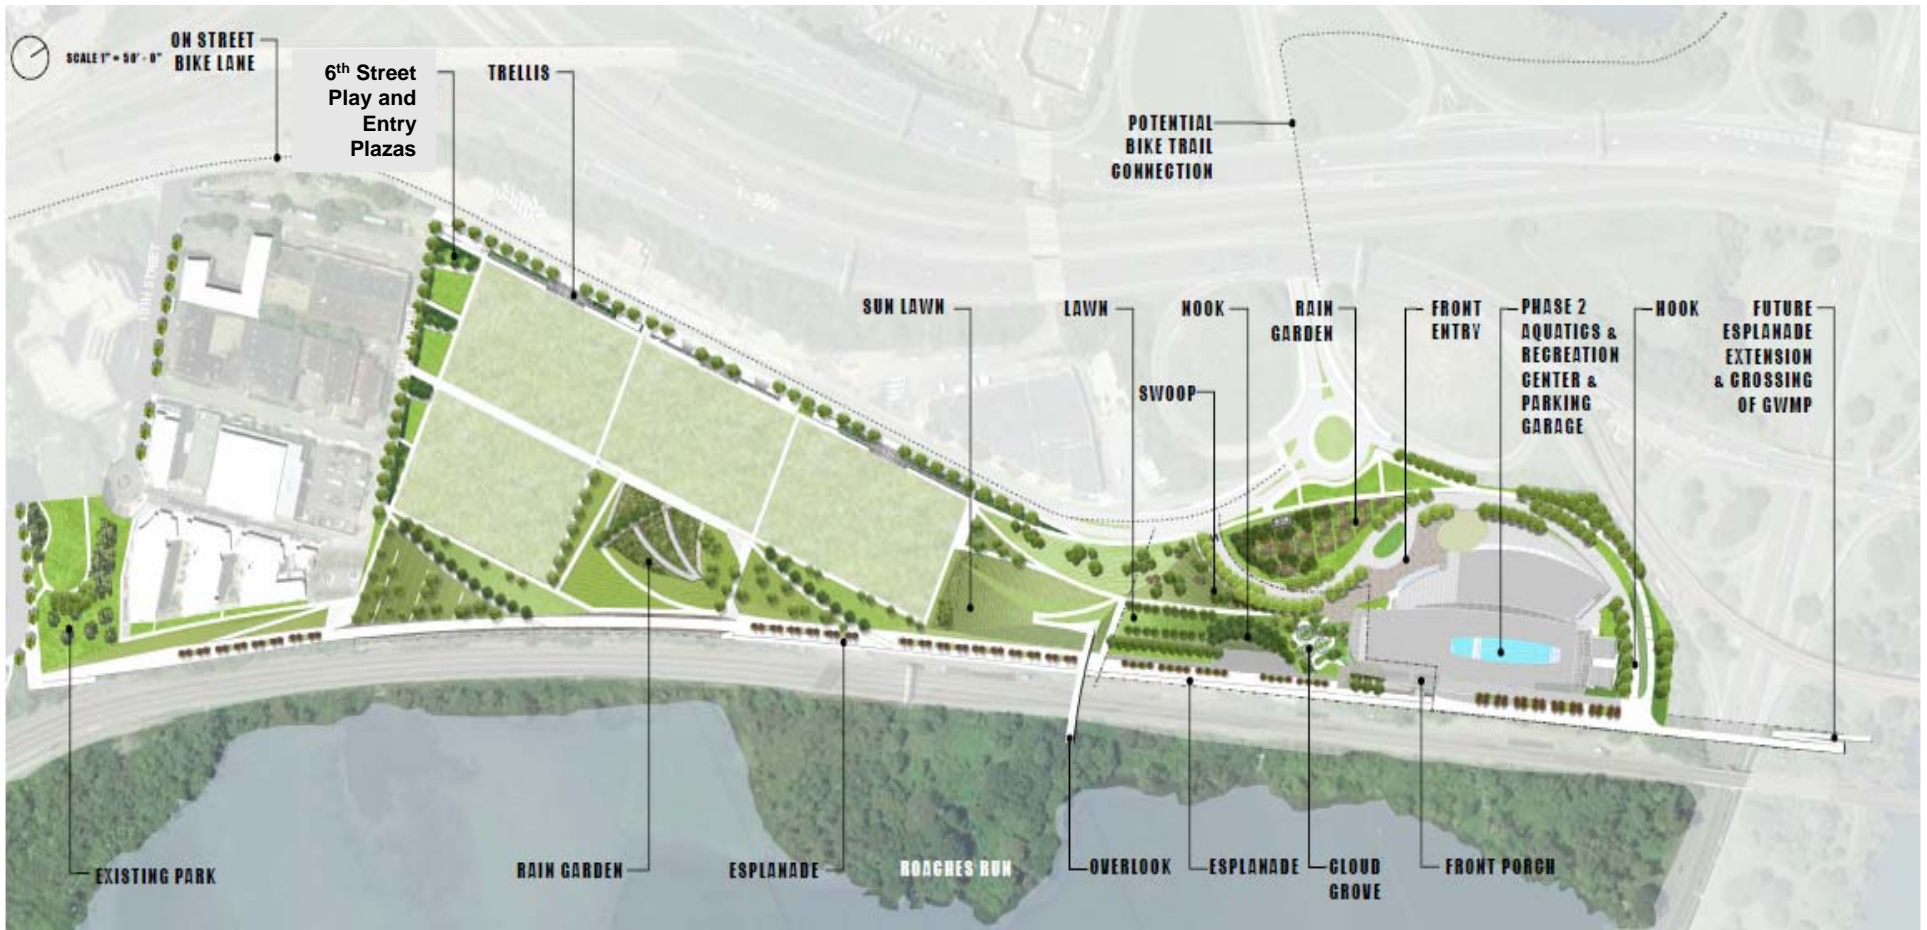 SCALE 1" = 50' - 0"
ON STREET
BIKE LANE
6th Street
Play and
Entry
Plazas
TRELLIS
POTENTIAL
BIKE TRAIL
CONNECTION
395
SUN LAWN
LAWN
NOOK
RAIN
GARDEN
FRONT
ENTRY
PHASE 2
AQUATICS &
RECREATION
CENTER &
PARKING
GARAGE
HOOK
FUTURE
ESPLANADE
EXTENSION
& CROSSING
OF GWMP
SWOOP
EXISTING PARK
RAIN GARDEN
ESPLANADE
ROACHES RUN
OVERLOOK
ESPLANADE
CLOUD
GROVE
FRONT PORCH